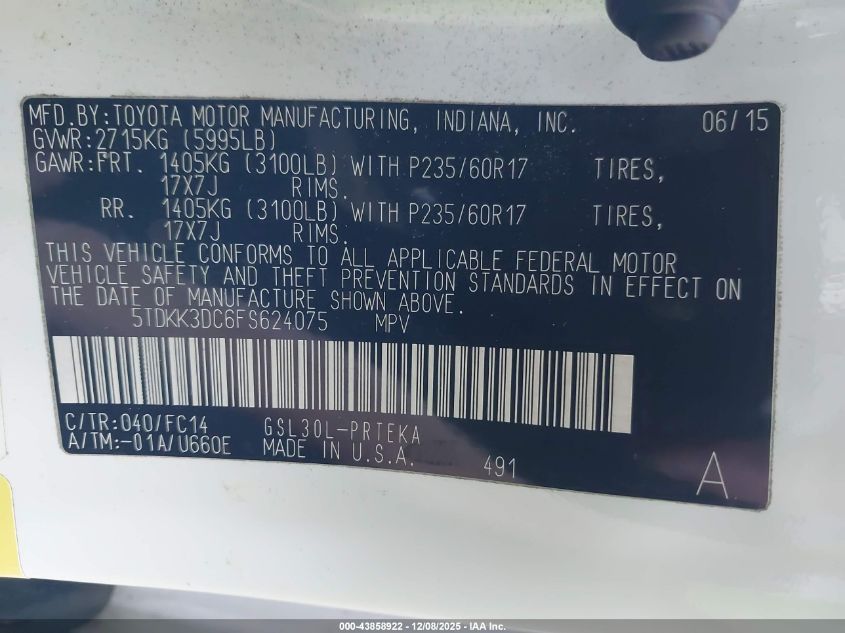 MFD.BY:TOYOTA MOTOR MANUFACTURING, INDIANA, INC. 06/15
GVWR:2715KG (5995LB)
GAWR:FRT. 1405KG (3100LB) WITH P235/60R17 TIRES,
17X7J RIMS.
RR. 1405KG (3100LB) WITH P235/60R17 TIRES,
17X7J RIMS.
THIS VEHICLE CONFORMS TO ALL APPLICABLE FEDERAL MOTOR
VEHICLE SAFETY AND THEFT PREVENTION STANDARDS IN EFFECT ON
THE DATE OF MANUFACTURE SHOWN ABOVE.
5TDKK3DC6FS624075 MPV
C/TR:040/FC14 GSL30L-PRTEKA
A/TM:-01A/U660E MADE IN U.S.A. 491 A
000-43858922 - 12/08/2025 - IAA Inc.